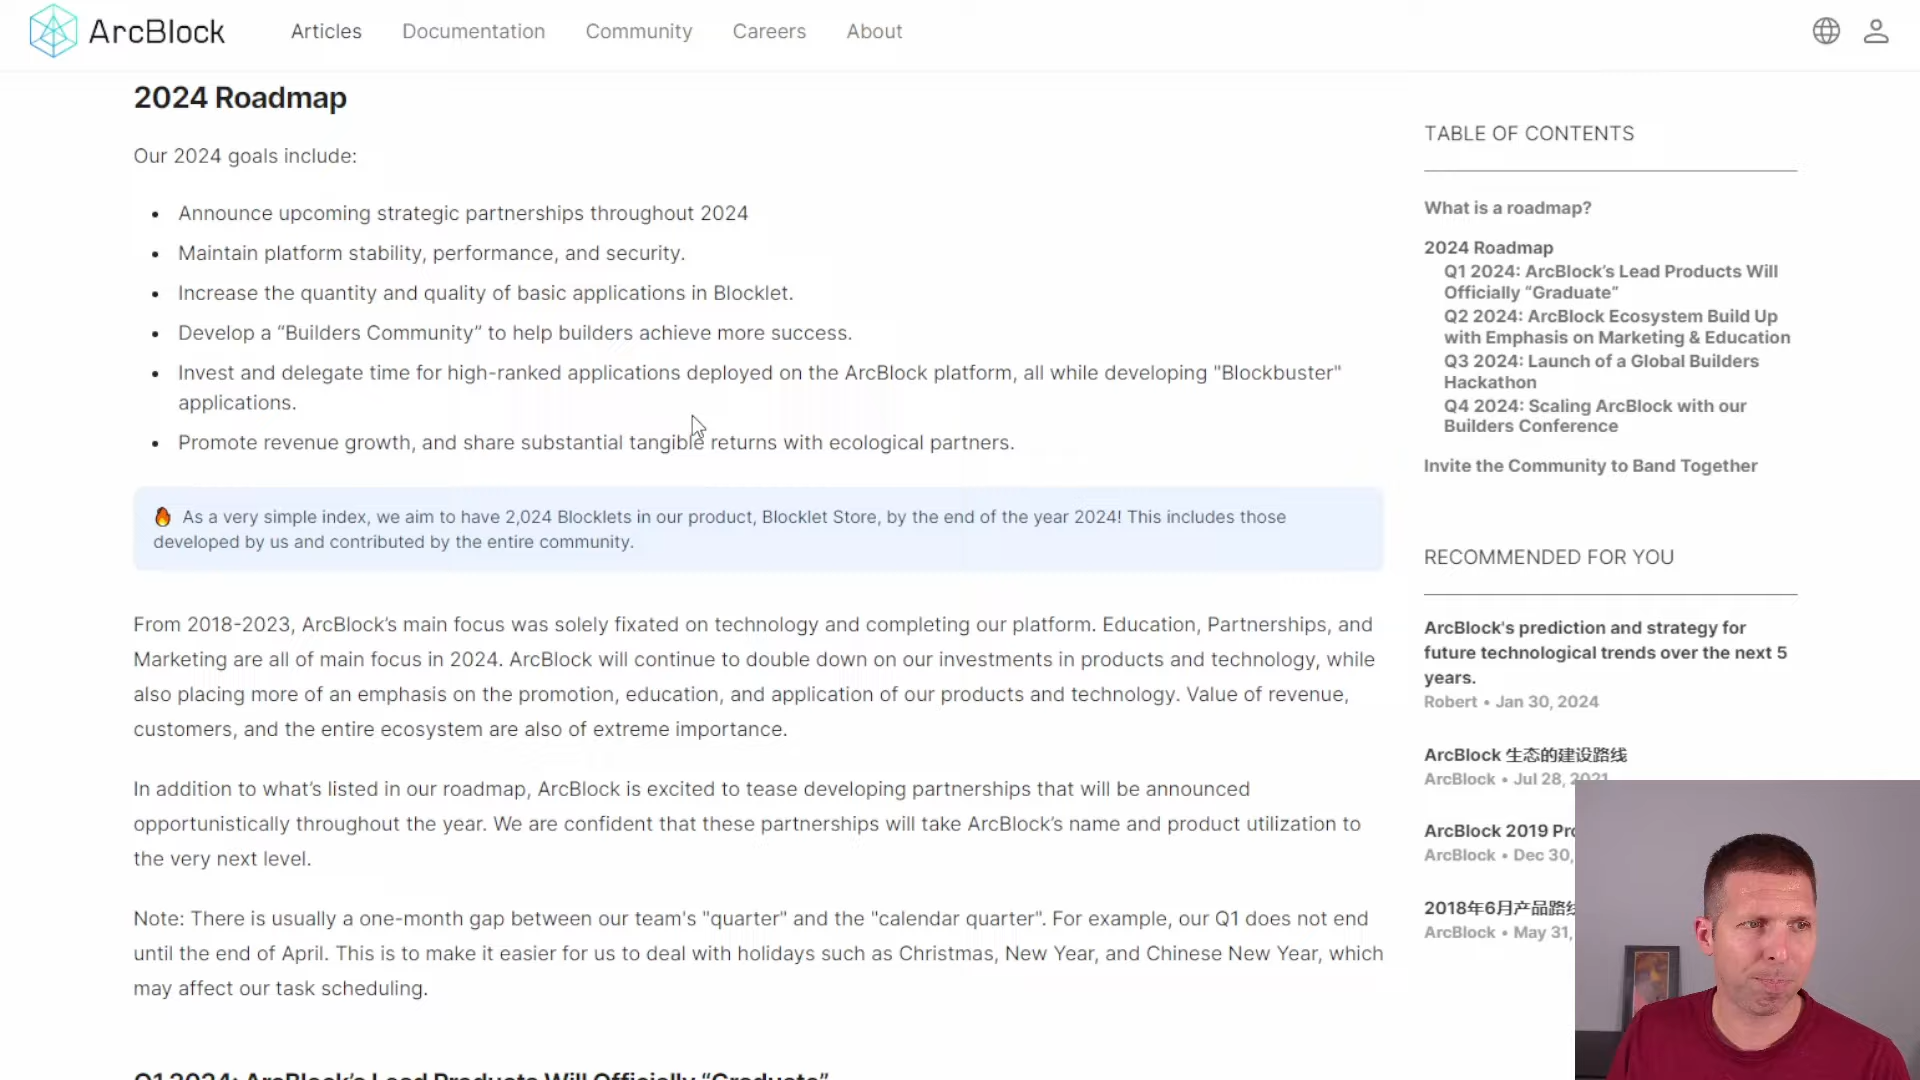 ArcBlock
Articles
Documentation
Community
Careers
About
2024 Roadmap
Our 2024 goals include:
• Announce upcoming strategic partnerships throughout 2024
• Maintain platform stability, performance, and security.
• Increase the quantity and quality of basic applications in Blocklet.
• Develop a “Builders Community” to help builders achieve more success.
• Invest and delegate time for high-ranked applications deployed on the ArcBlock platform, all while developing "Blockbuster"
applications.
• Promote revenue growth, and share substantial tangible returns with ecological partners.
🔥 As a very simple index, we aim to have 2,024 Blocklets in our product, Blocklet Store, by the end of the year 2024! This includes those
developed by us and contributed by the entire community.
From 2018-2023, ArcBlock’s main focus was solely fixated on technology and completing our platform. Education, Partnerships, and
Marketing are all of main focus in 2024. ArcBlock will continue to double down on our investments in products and technology, while
also placing more of an emphasis on the promotion, education, and application of our products and technology. Value of revenue,
customers, and the entire ecosystem are also of extreme importance.
In addition to what’s listed in our roadmap, ArcBlock is excited to tease developing partnerships that will be announced
opportunistically throughout the year. We are confident that these partnerships will take ArcBlock’s name and product utilization to
the very next level.
Note: There is usually a one-month gap between our team's "quarter" and the "calendar quarter". For example, our Q1 does not end
until the end of April. This is to make it easier for us to deal with holidays such as Christmas, New Year, and Chinese New Year, which
may affect our task scheduling.
Q1 2024: ArcBlock’s Lead Products Will Officially “Graduate”
TABLE OF CONTENTS
What is a roadmap?
2024 Roadmap
Q1 2024: ArcBlock’s Lead Products Will
Officially “Graduate”
Q2 2024: ArcBlock Ecosystem Build Up
with Emphasis on Marketing & Education
Q3 2024: Launch of a Global Builders
Hackathon
Q4 2024: Scaling ArcBlock with our
Builders Conference
Invite the Community to Band Together
RECOMMENDED FOR YOU
ArcBlock's prediction and strategy for
future technological trends over the next 5
years.
Robert • Jan 30, 2024
ArcBlock 生态的建设路线
ArcBlock • Jul 28, 2021
ArcBlock 2019
ArcBlock • Dec 30,
2018年6月产品路线
ArcBlock • May 31,